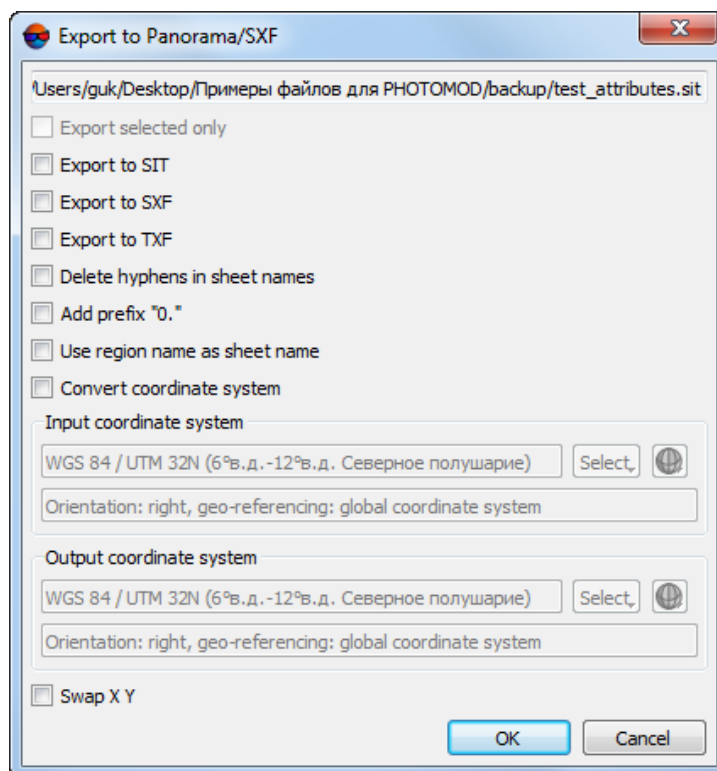 Export to Panorama/SXF
/Users/guk/Desktop/Примеры файлов для PHOTOMOD/backup/test_attributes.sit
Export selected only
Export to SIT
Export to SXF
Export to TXF
Delete hyphens in sheet names
Add prefix "0."
Use region name as sheet name
Convert coordinate system
Input coordinate system
WGS 84 / UTM 32N (6°в.д.-12°в.д. Северное полушарие) Select
Orientation: right, geo-referencing: global coordinate system
Output coordinate system
WGS 84 / UTM 32N (6°в.д.-12°в.д. Северное полушарие) Select
Orientation: right, geo-referencing: global coordinate system
Swap X Y
OK Cancel